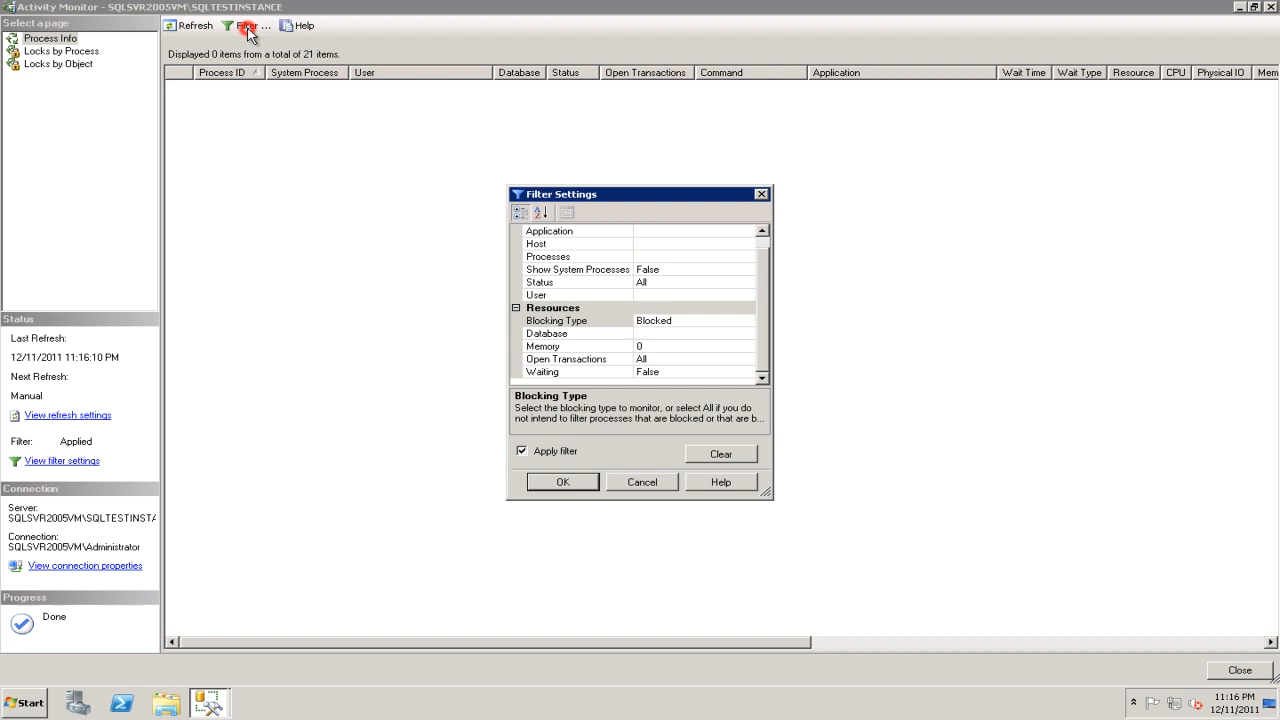 Activity Monitor - SQLSVR2005VM\SQLTESTINSTANCE
Select a page
Process Info
Locks by Process
Locks by Object
Refresh Filter ... Help
Displayed 0 items from a total of 21 items.
Process ID System Process User Database Status Open Transactions Command Application Wait Time Wait Type Resource CPU Physical IO Mem
Filter Settings
Application
Host
Processes
Show System Processes False
Status All
User
Resources
Blocking Type Blocked
Database
Memory 0
Open Transactions All
Waiting False
Blocking Type
Select the blocking type to monitor, or select All if you do
not intend to filter processes that are blocked or that are b...
Apply filter
Clear
OK Cancel Help
Status
Last Refresh:
12/11/2011 11:16:10 PM
Next Refresh:
Manual
View refresh settings
Filter: Applied
View filter settings
Connection
Server:
SQLSVR2005VM\SQLTESTINSTA
Connection:
SQLSVR2005VM\Administrator
View connection properties
Progress
Done
Close
Start
11:16 PM
12/11/2011